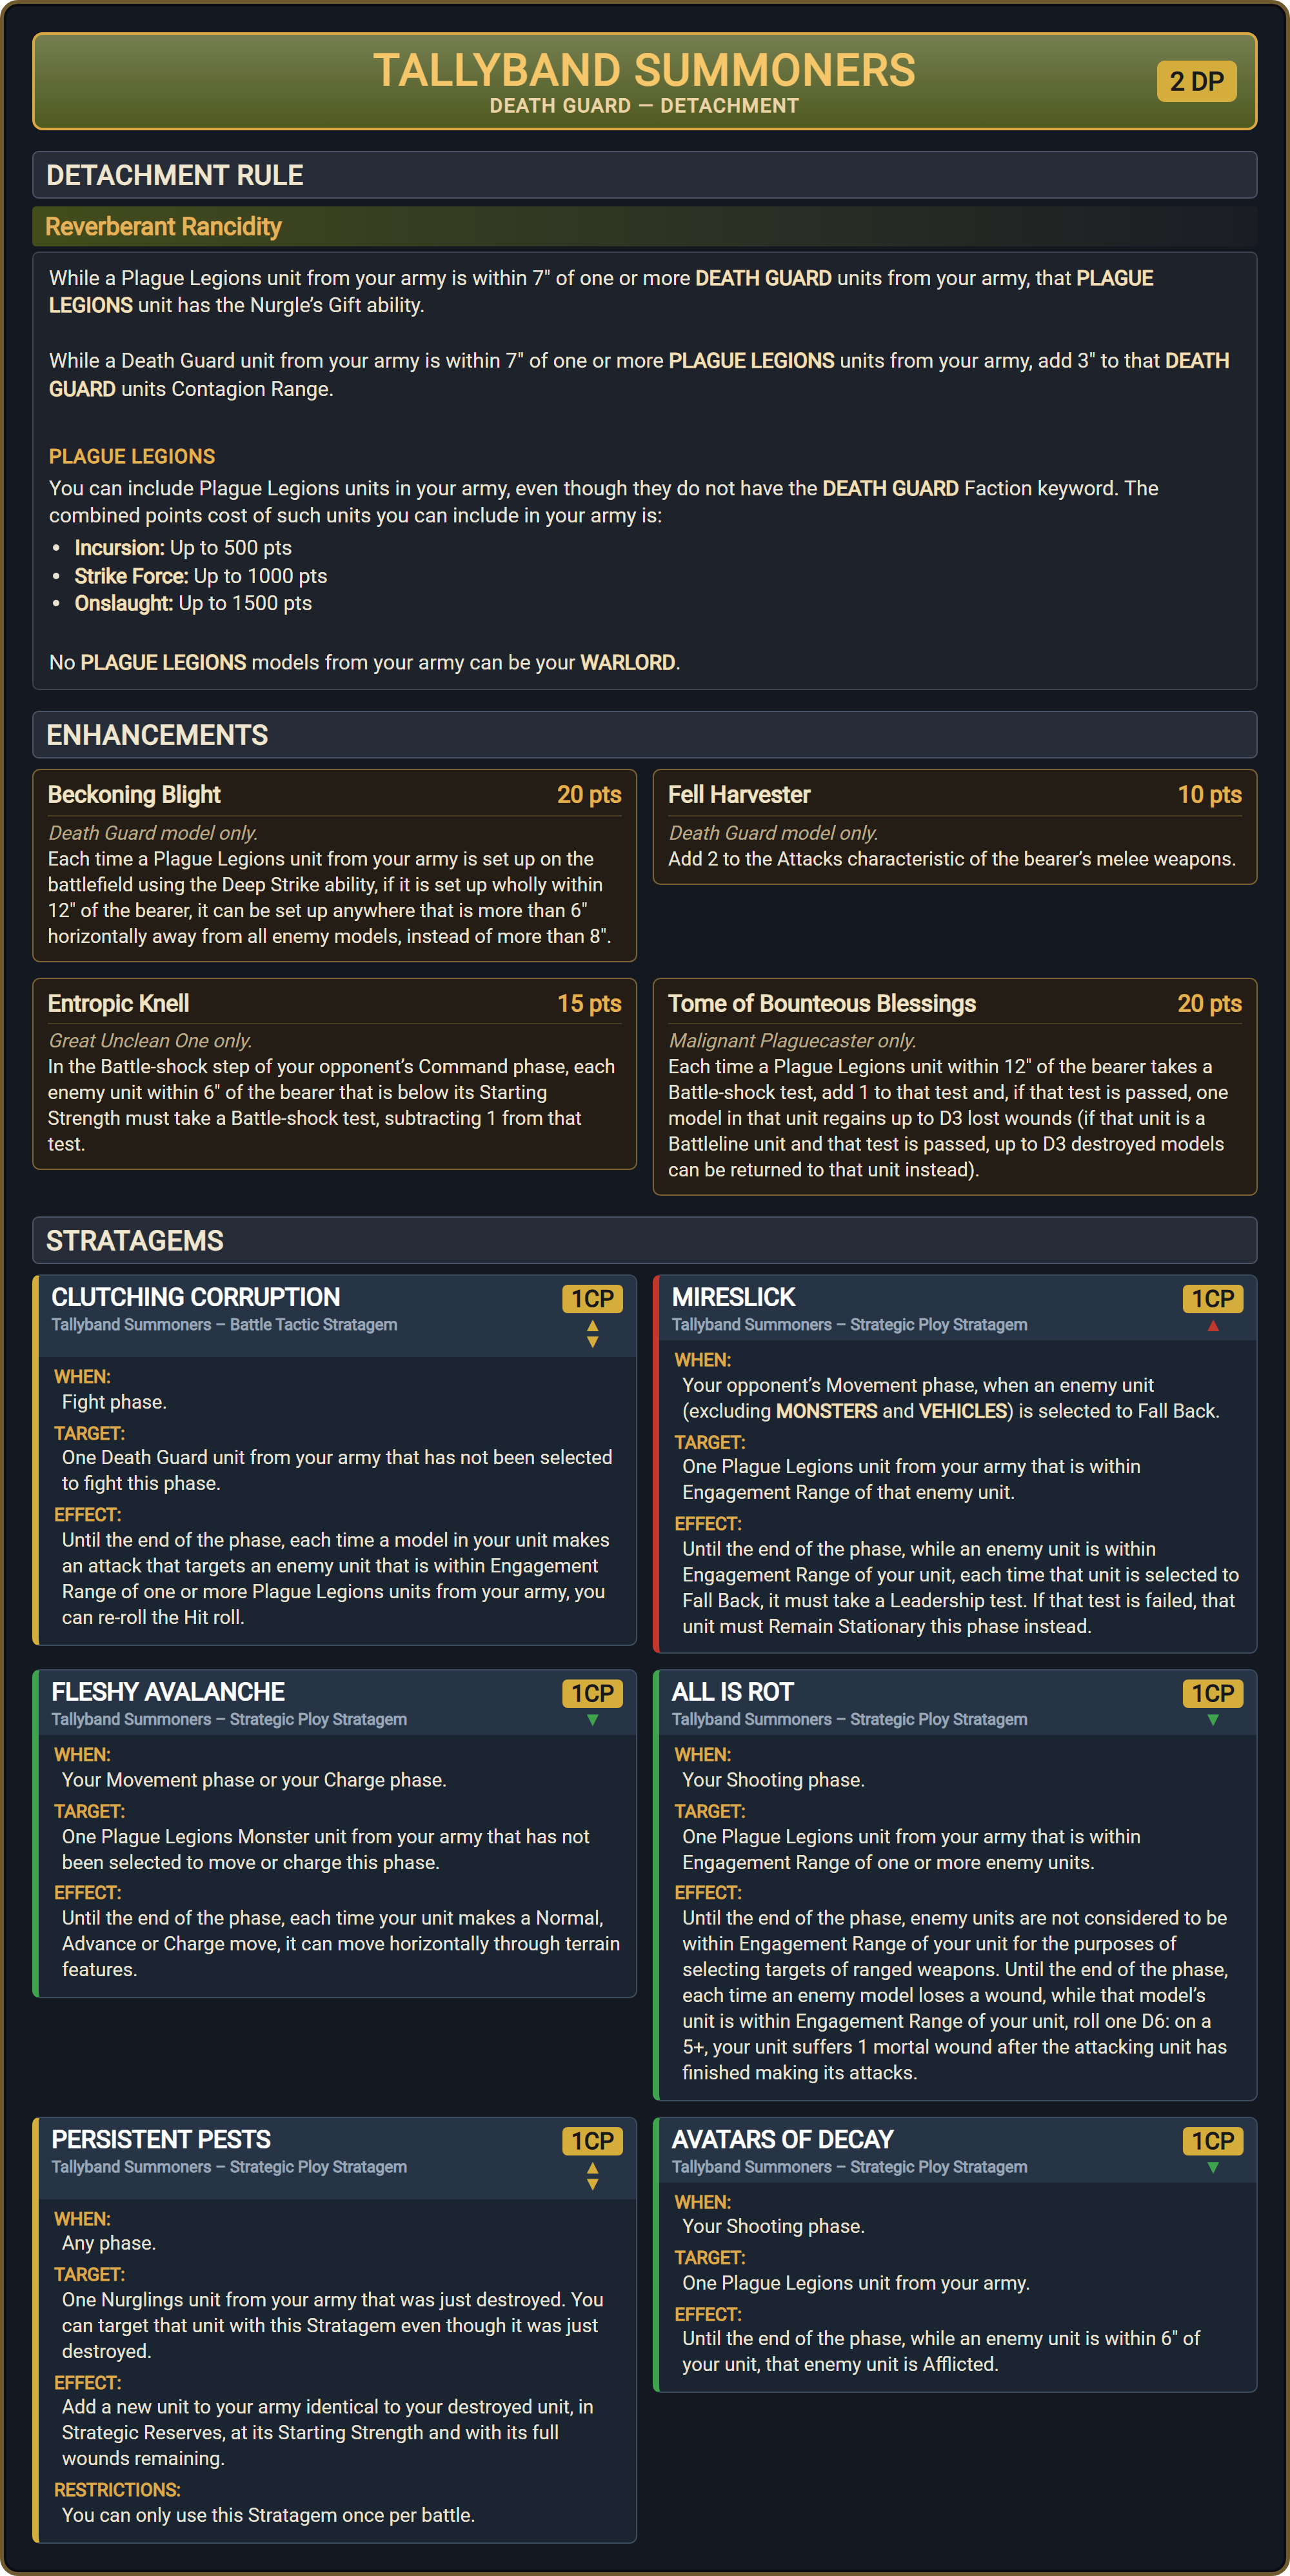 TALLYBAND SUMMONERS
DEATH GUARD — DETACHMENT
2 DP
DETACHMENT RULE
Reverberant Rancidity
While a Plague Legions unit from your army is within 7" of one or more DEATH GUARD units from your army, that PLAGUE
LEGIONS unit has the Nurgle’s Gift ability.
While a Death Guard unit from your army is within 7" of one or more PLAGUE LEGIONS units from your army, add 3" to that DEATH
GUARD units Contagion Range.
PLAGUE LEGIONS
You can include Plague Legions units in your army, even though they do not have the DEATH GUARD Faction keyword. The
combined points cost of such units you can include in your army is:
• Incursion: Up to 500 pts
• Strike Force: Up to 1000 pts
• Onslaught: Up to 1500 pts
No PLAGUE LEGIONS models from your army can be your WARLORD.
ENHANCEMENTS
Beckoning Blight 20 pts
Death Guard model only.
Each time a Plague Legions unit from your army is set up on the
battlefield using the Deep Strike ability, if it is set up wholly within
12" of the bearer, it can be set up anywhere that is more than 6"
horizontally away from all enemy models, instead of more than 8".
Fell Harvester 10 pts
Death Guard model only.
Add 2 to the Attacks characteristic of the bearer’s melee weapons.
Entropic Knell 15 pts
Great Unclean One only.
In the Battle-shock step of your opponent’s Command phase, each
enemy unit within 6" of the bearer that is below its Starting
Strength must take a Battle-shock test, subtracting 1 from that
test.
Tome of Bounteous Blessings 20 pts
Malignant Plaguecaster only.
Each time a Plague Legions unit within 12" of the bearer takes a
Battle-shock test, add 1 to that test and, if that test is passed, one
model in that unit regains up to D3 lost wounds (if that unit is a
Battleline unit and that test is passed, up to D3 destroyed models
can be returned to that unit instead).
STRATAGEMS
CLUTCHING CORRUPTION 1CP
Tallyband Summoners – Battle Tactic Stratagem
WHEN:
Fight phase.
TARGET:
One Death Guard unit from your army that has not been selected
to fight this phase.
EFFECT:
Until the end of the phase, each time a model in your unit makes
an attack that targets an enemy unit that is within Engagement
Range of one or more Plague Legions units from your army, you
can re-roll the Hit roll.
MIRESLICK 1CP
Tallyband Summoners – Strategic Ploy Stratagem
WHEN:
Your opponent’s Movement phase, when an enemy unit
(excluding MONSTERS and VEHICLES) is selected to Fall Back.
TARGET:
One Plague Legions unit from your army that is within
Engagement Range of that enemy unit.
EFFECT:
Until the end of the phase, while an enemy unit is within
Engagement Range of your unit, each time that unit is selected to
Fall Back, it must take a Leadership test. If that test is failed, that
unit must Remain Stationary this phase instead.
FLESHY AVALANCHE 1CP
Tallyband Summoners – Strategic Ploy Stratagem
WHEN:
Your Movement phase or your Charge phase.
TARGET:
One Plague Legions Monster unit from your army that has not
been selected to move or charge this phase.
EFFECT:
Until the end of the phase, each time your unit makes a Normal,
Advance or Charge move, it can move horizontally through terrain
features.
ALL IS ROT 1CP
Tallyband Summoners – Strategic Ploy Stratagem
WHEN:
Your Shooting phase.
TARGET:
One Plague Legions unit from your army that is within
Engagement Range of one or more enemy units.
EFFECT:
Until the end of the phase, enemy units are not considered to be
within Engagement Range of your unit for the purposes of
selecting targets of ranged weapons. Until the end of the phase,
each time an enemy model loses a wound, while that model’s
unit is within Engagement Range of your unit, roll one D6: on a
5+, your unit suffers 1 mortal wound after the attacking unit has
finished making its attacks.
PERSISTENT PESTS 1CP
Tallyband Summoners – Strategic Ploy Stratagem
WHEN:
Any phase.
TARGET:
One Nurglings unit from your army that was just destroyed. You
can target that unit with this Stratagem even though it was just
destroyed.
EFFECT:
Add a new unit to your army identical to your destroyed unit, in
Strategic Reserves, at its Starting Strength and with its full
wounds remaining.
RESTRICTIONS:
You can only use this Stratagem once per battle.
AVATARS OF DECAY 1CP
Tallyband Summoners – Strategic Ploy Stratagem
WHEN:
Your Shooting phase.
TARGET:
One Plague Legions unit from your army.
EFFECT:
Until the end of the phase, while an enemy unit is within 6" of
your unit, that enemy unit is Afflicted.